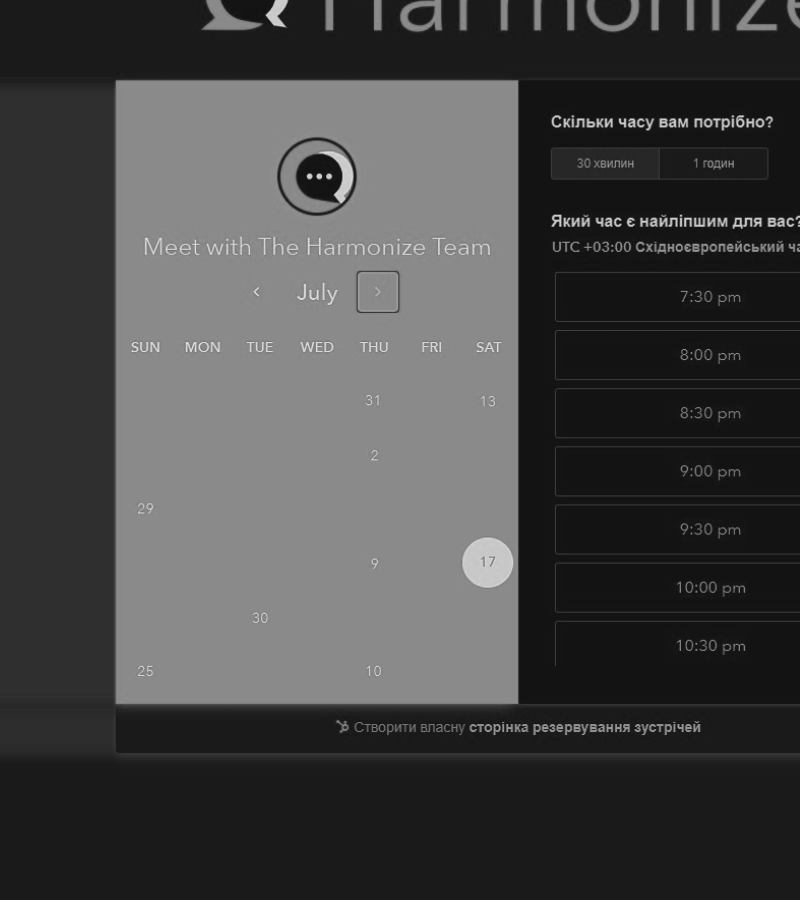 Harmonize
Meet with The Harmonize Team
July
SUN MON TUE WED THU FRI SAT
31 13
2
29
9 17
30
25 10
Скільки часу вам потрібно?
30 хвилин 1 годин
Який час є найліпшим для вас?
UTC +03:00 Східноєвропейський
7:30 pm
8:00 pm
8:30 pm
9:00 pm
9:30 pm
10:00 pm
10:30 pm
Створити власну сторінка резервування зустрічей